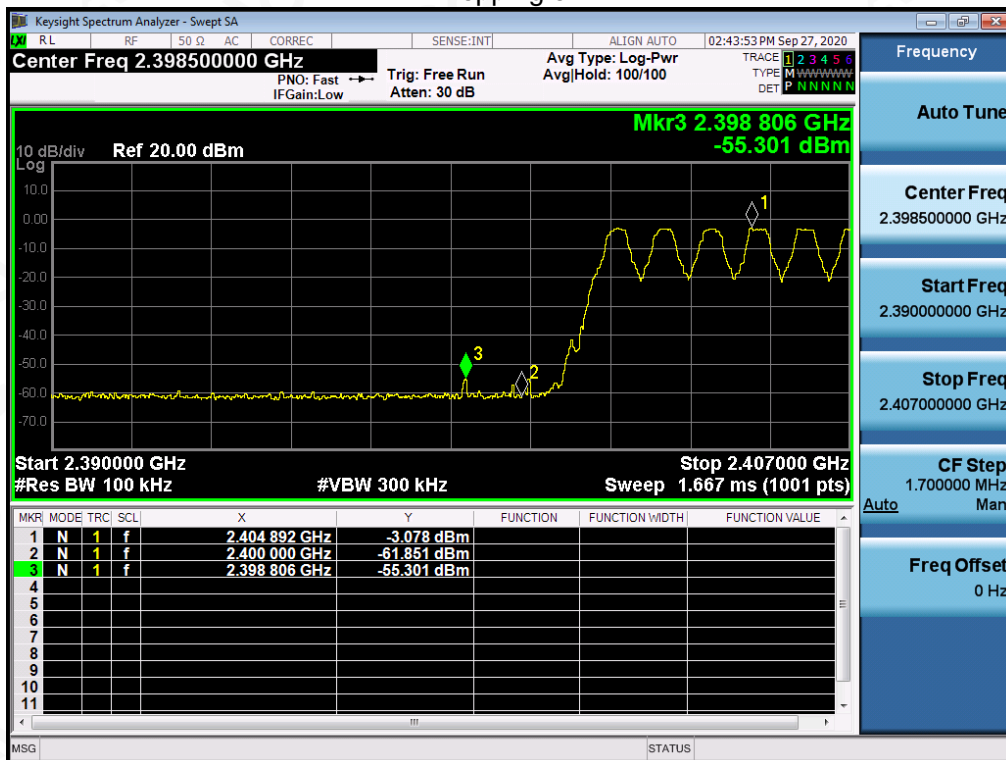 Keysight Spectrum Analyzer - Swept SA
LXI RL RF 50 Ω AC CORREC SENSE:INT ALIGN AUTO 02:43:53 PM Sep 27, 2020
Center Freq 2.398500000 GHz
PNO: Fast
IFGain:Low
Trig: Free Run
Atten: 30 dB
Avg Type: Log-Pwr
Avg|Hold: 100/100
TRACE 1 2 3 4 5 6
TYPE M WWWWW
DET P N N N N N
Mkr3 2.398 806 GHz
-55.301 dBm
10 dB/div Ref 20.00 dBm
Log
10.0
0.00
-10.0
-20.0
-30.0
-40.0
-50.0
-60.0
-70.0
1
2
3
Start 2.390000 GHz Stop 2.407000 GHz
#Res BW 100 kHz #VBW 300 kHz Sweep 1.667 ms (1001 pts)
MKR MODE TRC SCL X Y FUNCTION FUNCTION WIDTH FUNCTION VALUE
1 N 1 f 2.404 892 GHz -3.078 dBm
2 N 1 f 2.400 000 GHz -61.851 dBm
3 N 1 f 2.398 806 GHz -55.301 dBm
4
5
6
7
8
9
10
11
MSG STATUS
Frequency
Auto Tune
Center Freq
2.398500000 GHz
Start Freq
2.390000000 GHz
Stop Freq
2.407000000 GHz
CF Step
1.700000 MHz
Auto Man
Freq Offset
0 Hz